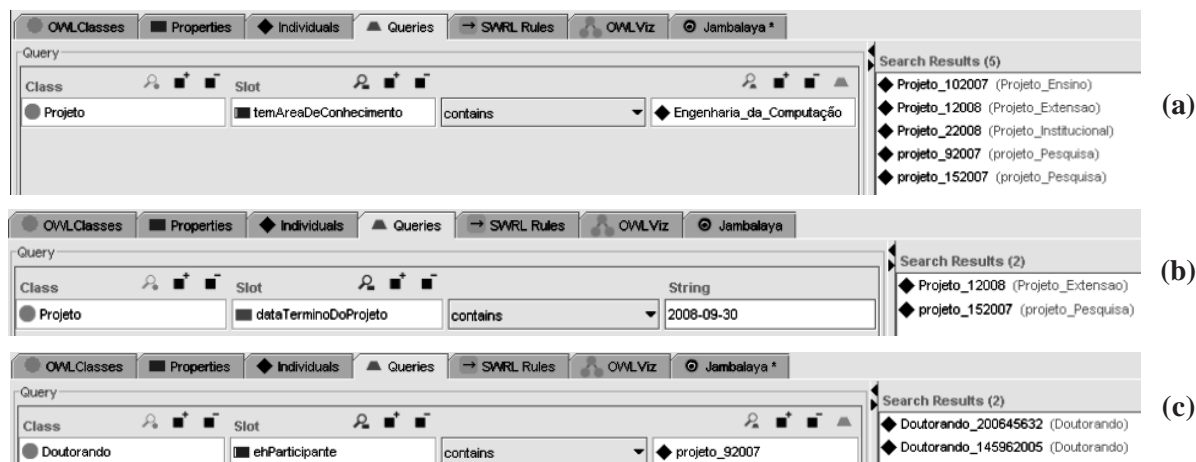 OWLClasses Properties Individuals Queries SWRL Rules OWLViz Jambalaya *
Query
Class Slot
Projeto temAreaDeConhecimento contains Engenharia_da_Computação
Search Results (5)
Projeto_102007 (Projeto_Ensino)
Projeto_12008 (Projeto_Extensao)
Projeto_22008 (Projeto_Institucional)
projeto_92007 (projeto_Pesquisa)
projeto_152007 (projeto_Pesquisa)
(a)
OWLClasses Properties Individuals Queries SWRL Rules OWLViz Jambalaya
Query
Class Slot String
Projeto dataTerminoDoProjeto contains 2008-09-30
Search Results (2)
Projeto_12008 (Projeto_Extensao)
projeto_152007 (projeto_Pesquisa)
(b)
OWLClasses Properties Individuals Queries SWRL Rules OWLViz Jambalaya *
Query
Class Slot
Doutorando ehParticipante contains projeto_92007
Search Results (2)
Doutorando_200645632 (Doutorando)
Doutorando_145962005 (Doutorando)
(c)